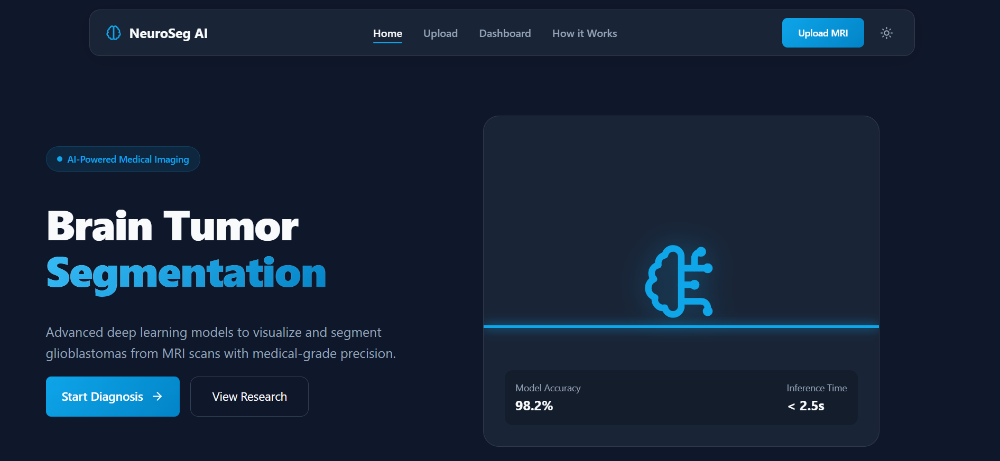 NeuroSeg AI
Home Upload Dashboard How it Works
Upload MRI
AI-Powered Medical Imaging
Brain Tumor
Segmentation
Advanced deep learning models to visualize and segment
glioblastomas from MRI scans with medical-grade precision.
Start Diagnosis →
View Research
Model Accuracy
98.2%
Inference Time
< 2.5s